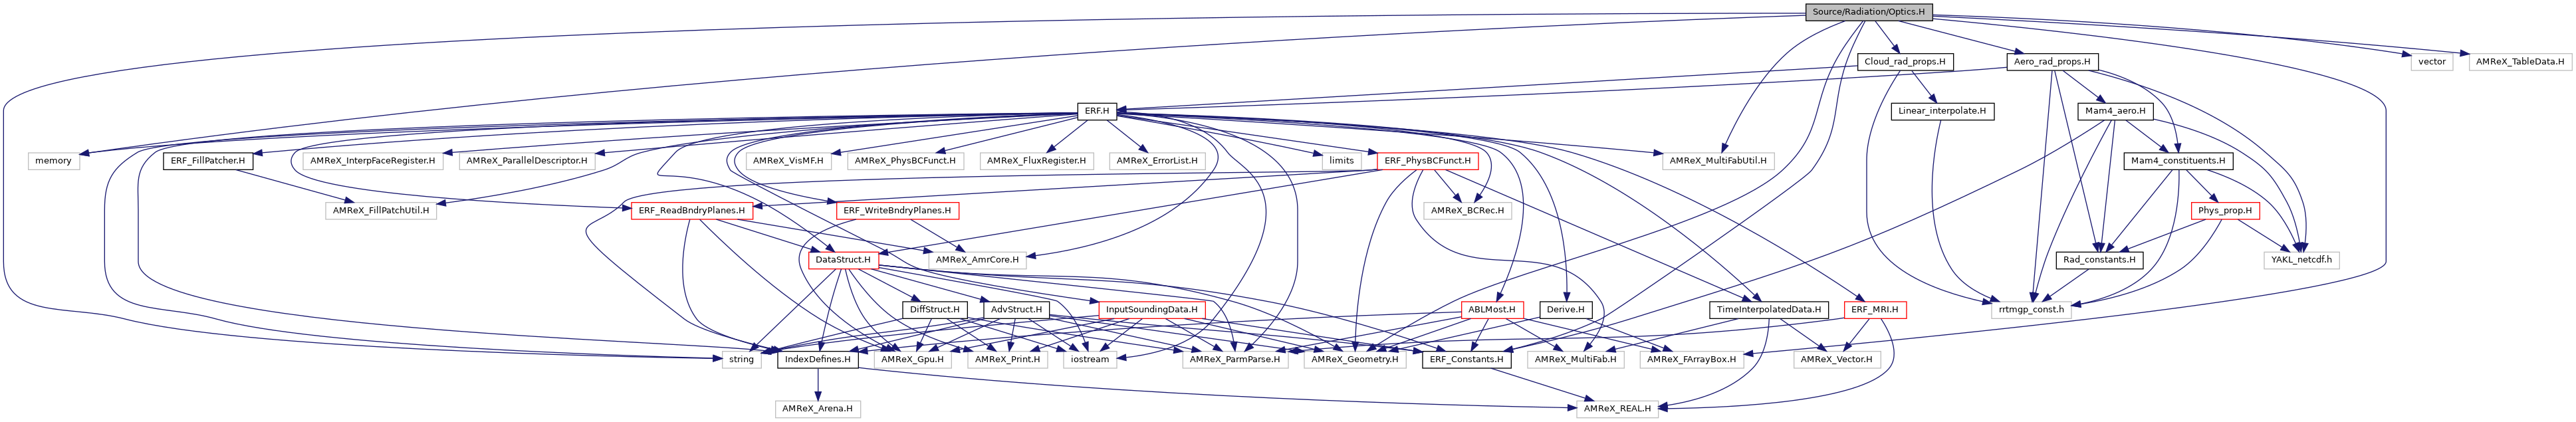 Source/Radiation/Optics.H
Cloud_rad_props.H
Aero_rad_props.H
vector
AMReX_TableData.H
ERF.H
Linear_interpolate.H
Mam4_aero.H
memory
ERF_FillPatcher.H
AMReX_InterpFaceRegister.H
AMReX_ParallelDescriptor.H
AMReX_VisMF.H
AMReX_PhysBCFunct.H
AMReX_FluxRegister.H
AMReX_ErrorList.H
limits
ERF_PhysBCFunct.H
AMReX_MultiFabUtil.H
Mam4_constituents.H
AMReX_FillPatchUtil.H
ERF_ReadBndryPlanes.H
ERF_WriteBndryPlanes.H
AMReX_BCRec.H
Phys_prop.H
DataStruct.H
AMReX_AmrCore.H
Rad_constants.H
YAKL_netcdf.h
DiffStruct.H
AdvStruct.H
InputSoundingData.H
ABLMost.H
Derive.H
TimeInterpolatedData.H
ERF_MRI.H
rrtmgp_const.h
string
IndexDefines.H
AMReX_Gpu.H
AMReX_Print.H
iostream
AMReX_ParmParse.H
AMReX_Geometry.H
ERF_Constants.H
AMReX_MultiFab.H
AMReX_FArrayBox.H
AMReX_Vector.H
AMReX_Arena.H
AMReX_REAL.H